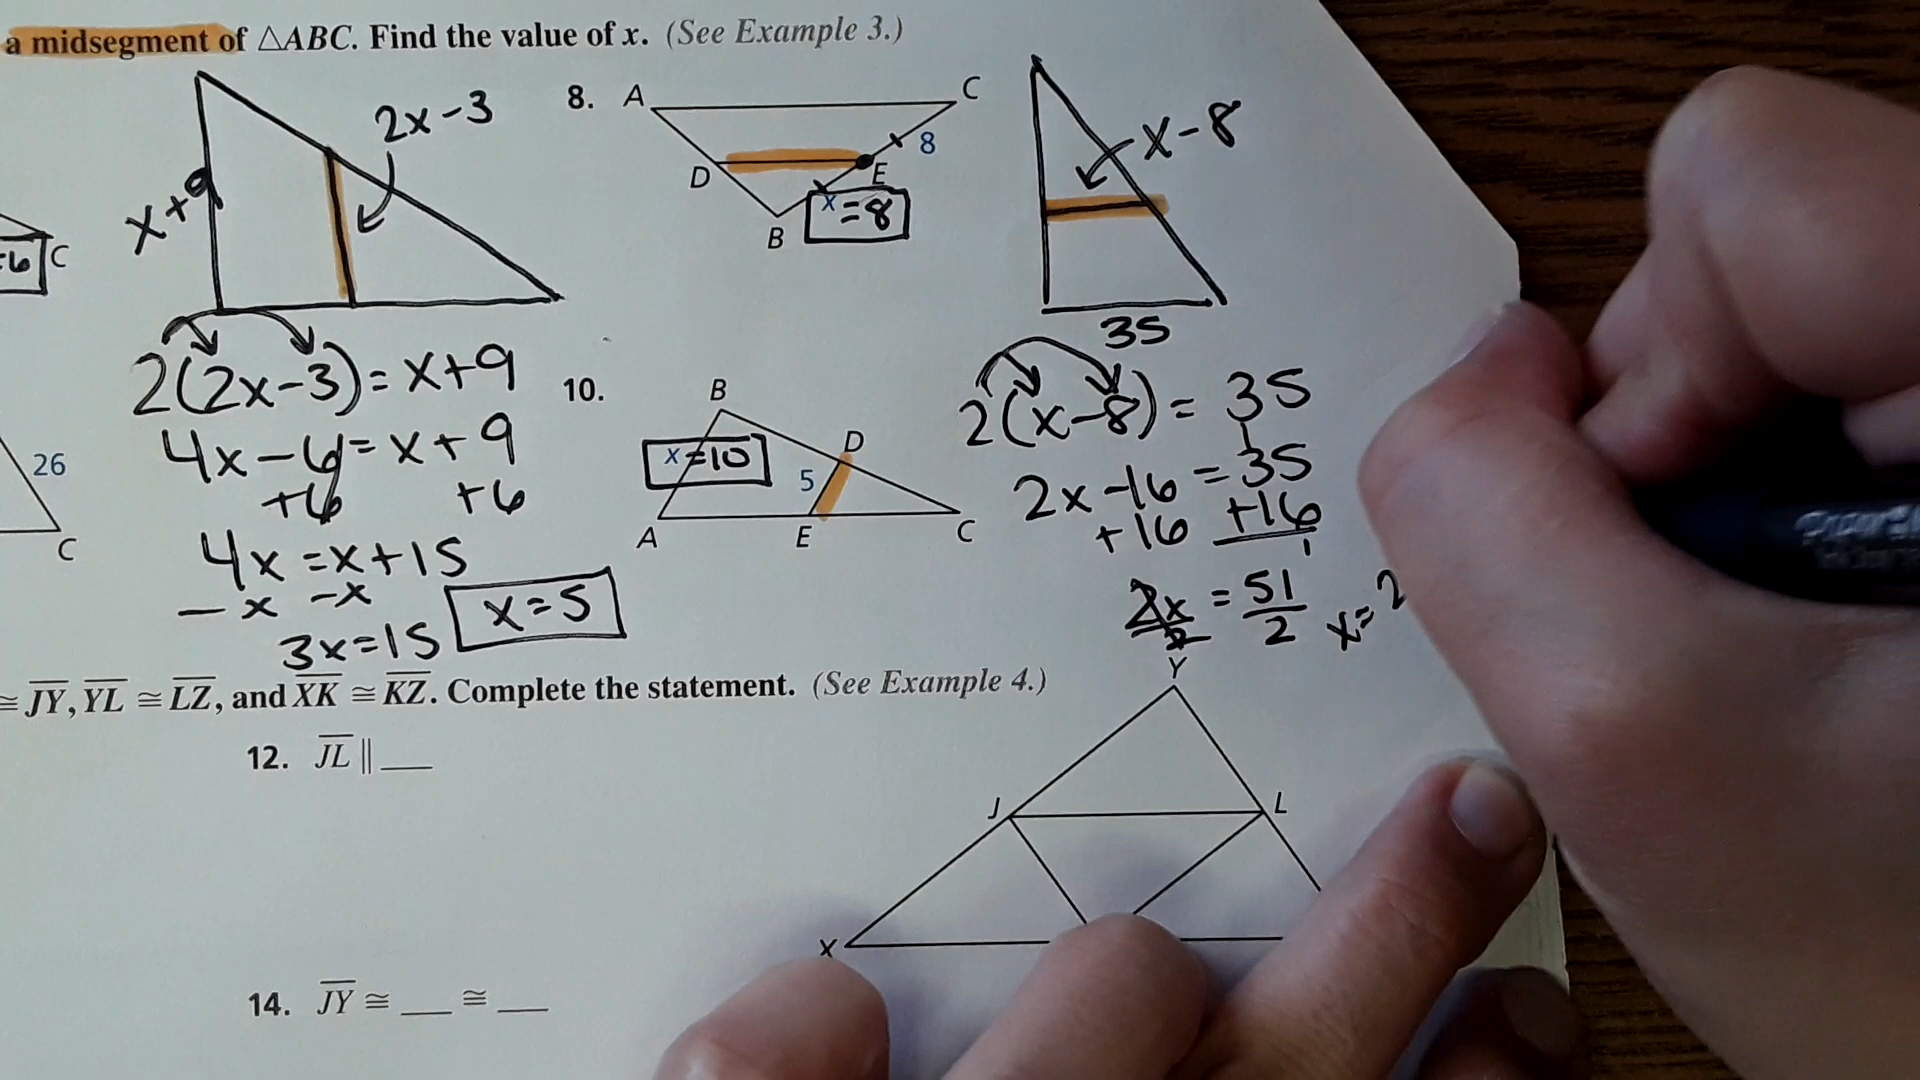 a midsegment of △ABC. Find the value of x. (See Example 3.)
2x-3
x+9
8. A C
8
D E
x=8
B
x-8
35
=6 C
2(2x-3)=x+9
4x-6=x+9
+6 +6
4x=x+15
-x -x
3x=15
x=5
26
C
10. B
D
x=10
5
A E C
2(x-8)=35
2x-16=35
+16 +16
2x/2=51/2
x=2
≅ JY, YL ≅ LZ, and XK ≅ KZ. Complete the statement. (See Example 4.)
12. JL ∥ ___
Y
J L
X
14. JY ≅ ___ ≅ ___